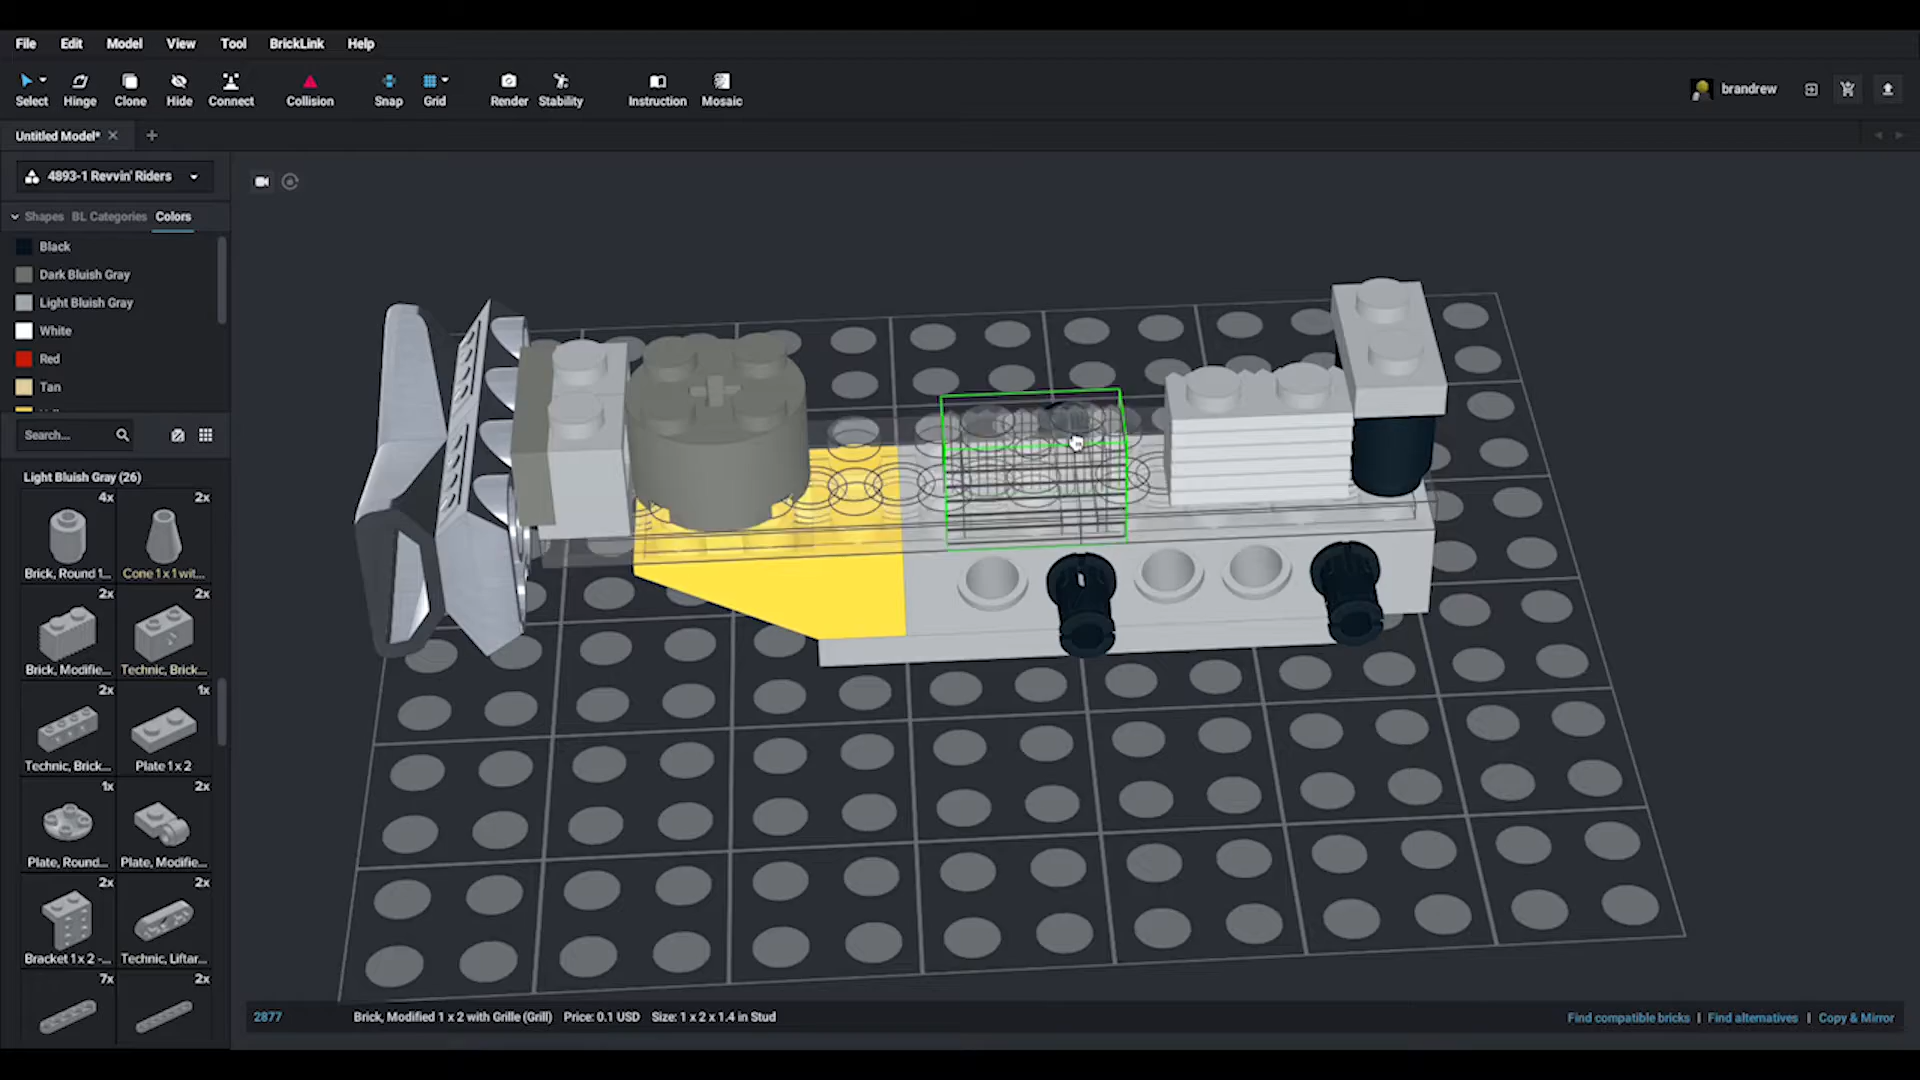 File Edit Model View Tool BrickLink Help
Select Hinge Clone Hide Connect Collision Snap Grid Render Stability Instruction Mosaic
brandrew
Untitled Model*
4893-1 Revvin' Riders
Shapes BL Categories Colors
Black
Dark Bluish Gray
Light Bluish Gray
White
Red
Tan
Search...
Light Bluish Gray (26)
4x 2x
Brick, Round 1... Cone 1 x 1 wit...
2x 2x
Brick, Modifie... Technic, Brick...
2x 1x
Technic, Brick... Plate 1 x 2
1x 2x
Plate, Round... Plate, Modifie...
2x 2x
Bracket 1 x 2 -... Technic, Liftar...
7x 2x
2877 Brick, Modified 1 x 2 with Grille (Grill) Price: 0.1 USD Size: 1 x 2 x 1.4 in Stud
Find compatible bricks | Find alternatives | Copy & Mirror